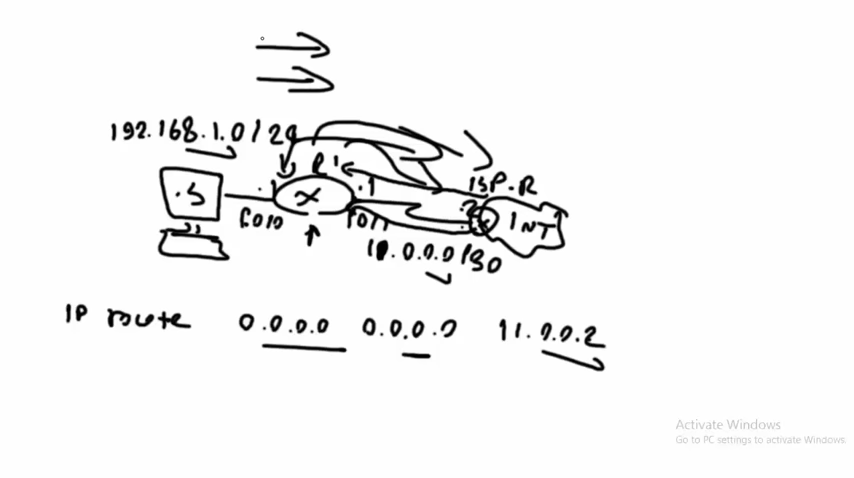 192.168.1.0/24
R1
ISP-R
.5
.1
.1
.2
INT
F0/0
F0/1
11.0.0.0/30
IP route 0.0.0.0 0.0.0.0 11.0.0.2
Activate Windows
Go to PC settings to activate Windows.